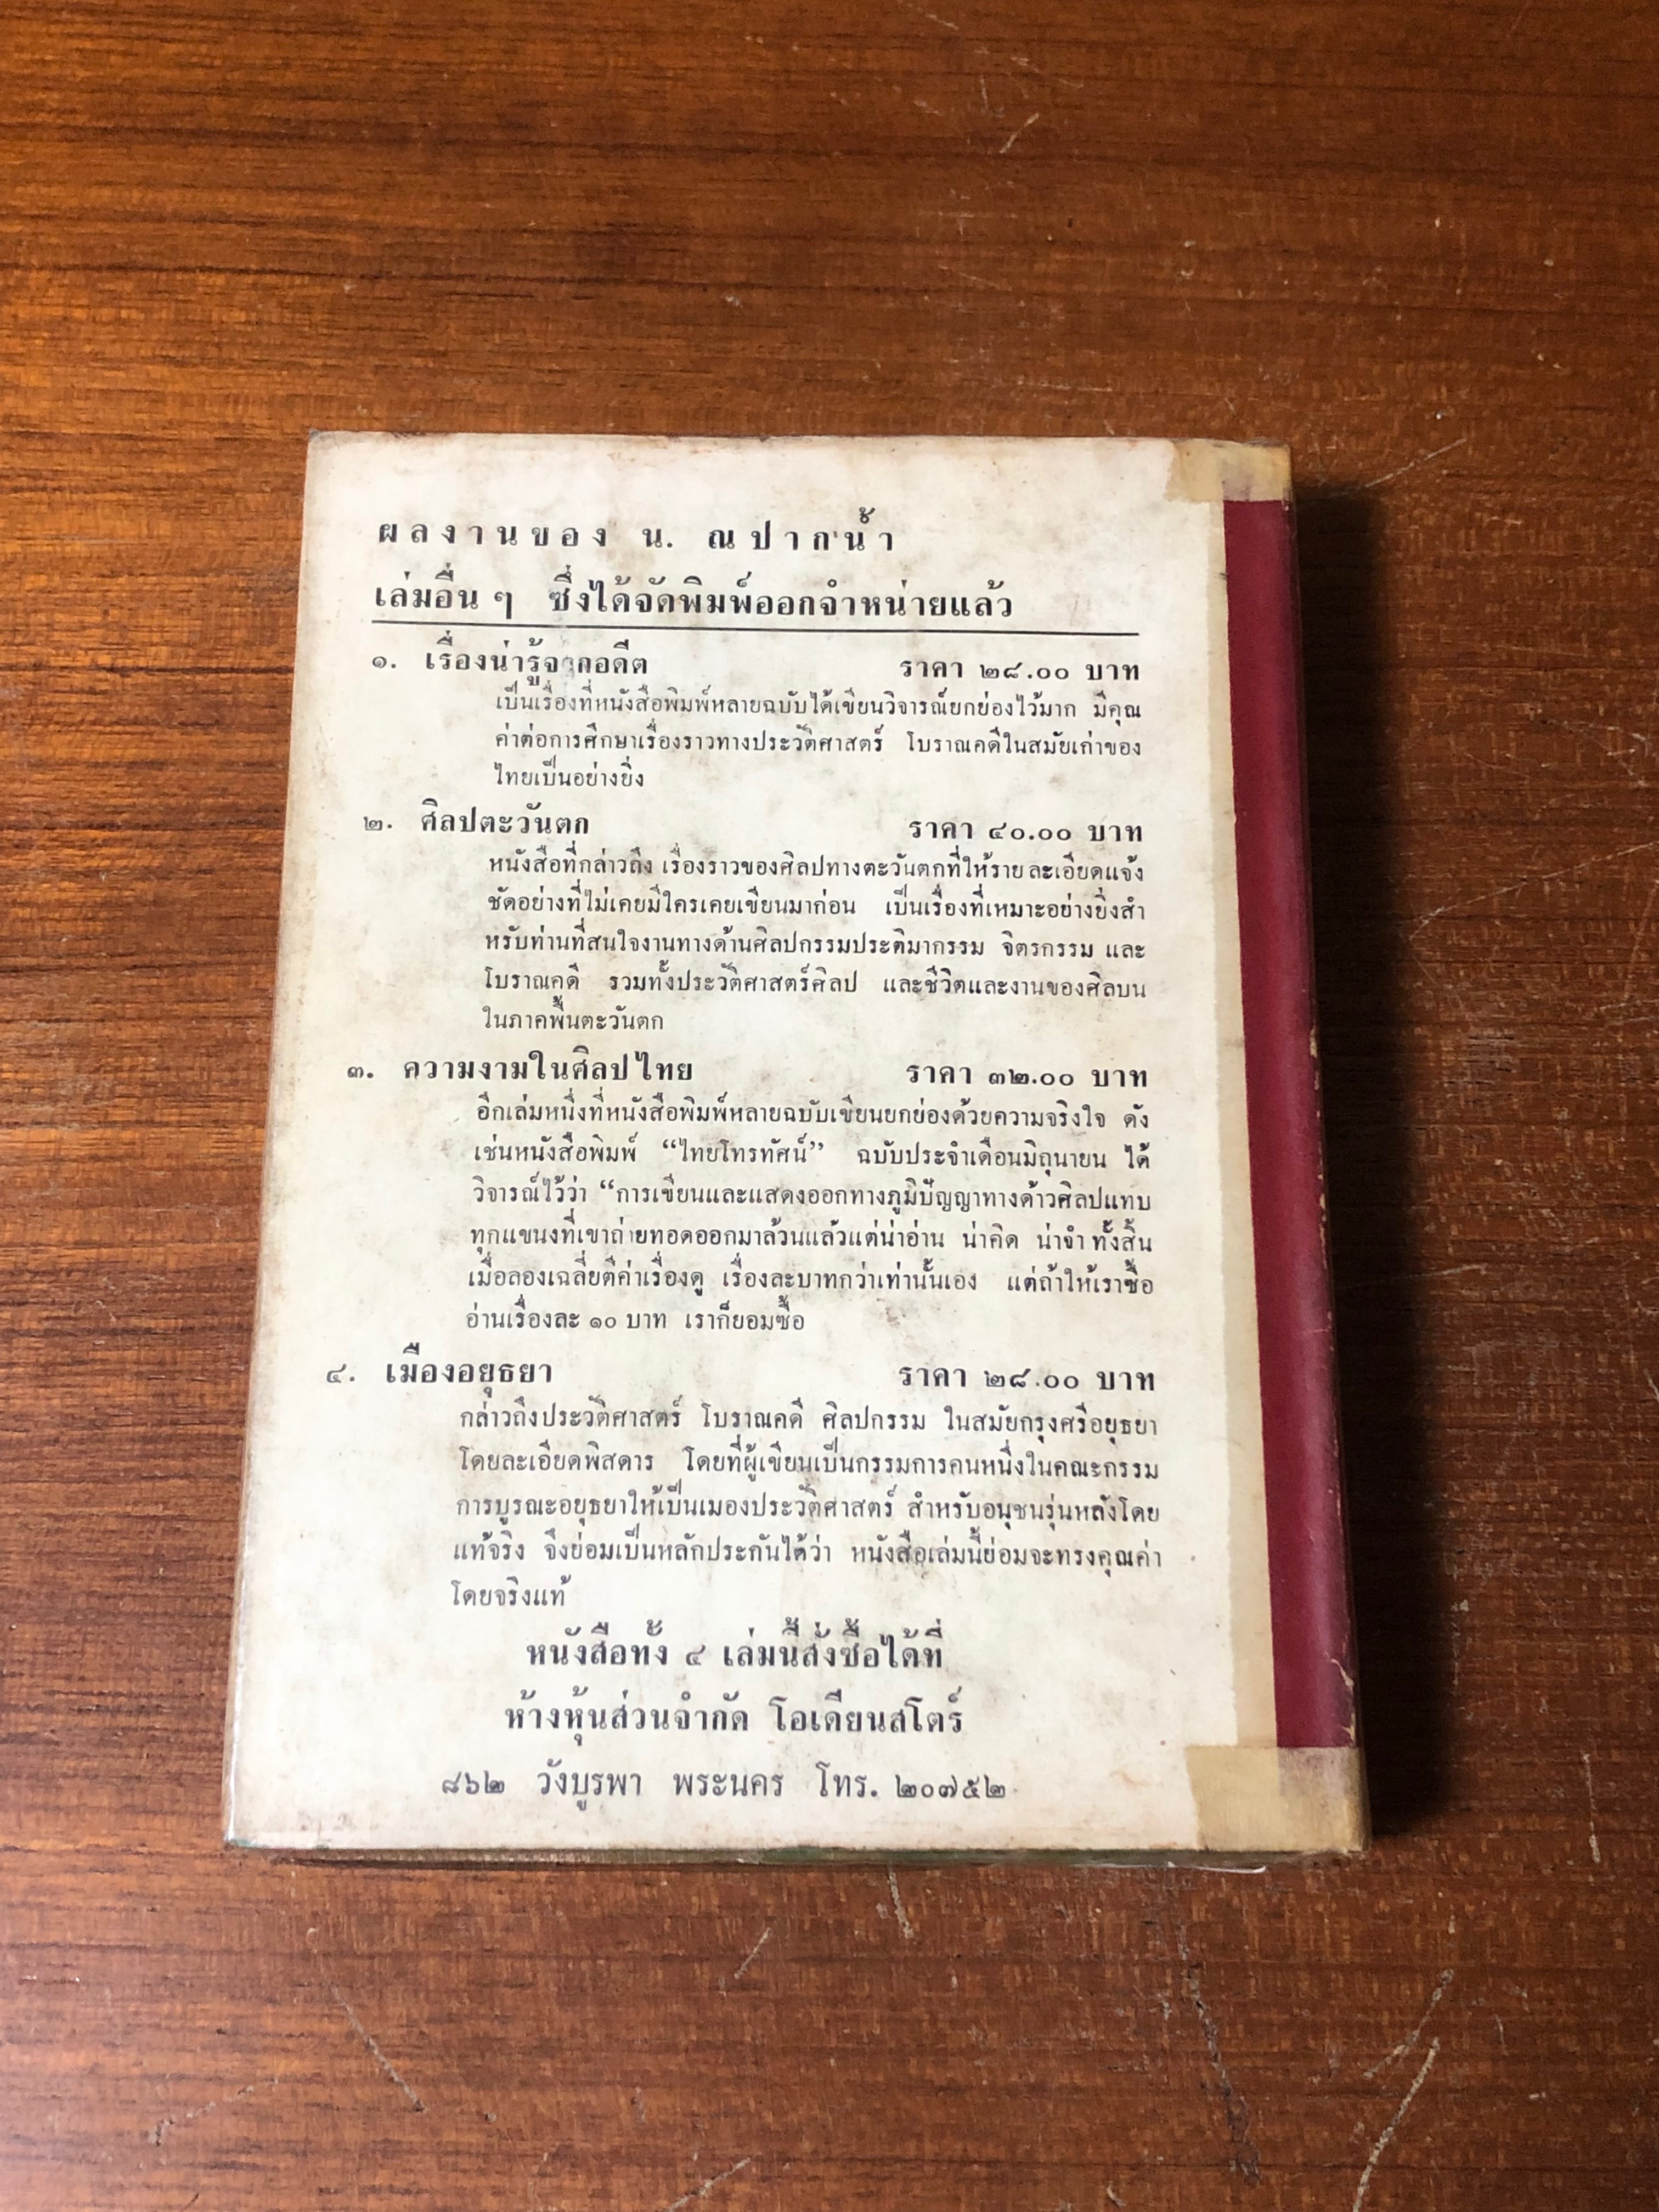 ผลงานของ น. ณ ปากน้ำ
เล่มอื่น ๆ ซึ่งได้จัดพิมพ์ออกจำหน่ายแล้ว
๑. เรื่องน่ารู้จากอดีต ราคา ๒๘.๐๐ บาท
เป็นเรื่องที่หนังสือพิมพ์หลายฉบับได้เขียนวิจารณ์ยกย่องไว้มาก มีคุณ
ค่าต่อการศึกษาเรื่องราวทางประวัติศาสตร์ โบราณคดีในสมัยเก่าของ
ไทยเป็นอย่างยิ่ง
๒. ศิลปตะวันตก ราคา ๔๐.๐๐ บาท
หนังสือที่กล่าวถึง เรื่องราวของศิลปทางตะวันตกที่ให้รายละเอียดแจ้ง
ชัดอย่างที่ไม่เคยมีใครเคยเขียนมาก่อน เป็นเรื่องที่เหมาะอย่างยิ่งสำ
หรับท่านที่สนใจงานทางด้านศิลปกรรมประติมากรรม จิตรกรรม และ
โบราณคดี รวมทั้งประวัติศาสตร์ศิลป และชีวิตและงานของศิลบน
ในภาคพื้นตะวันตก
๓. ความงามในศิลปไทย ราคา ๓๒.๐๐ บาท
อีกเล่มหนึ่งที่หนังสือพิมพ์หลายฉบับเขียนยกย่องด้วยความจริงใจ ดัง
เช่นหนังสือพิมพ์ “ไทยโทรทัศน์” ฉบับประจำเดือนมิถุนายน ได้
วิจารณ์ไว้ว่า “การเขียนและแสดงออกทางภูมิปัญญาทางด้าวศิลปแทบ
ทุกแขนงที่เขาถ่ายทอดออกมาล้วนแล้วแต่น่าอ่าน น่าคิด น่าจำ ทั้งสิ้น
เมื่อลองเฉลี่ยตีค่าเรื่องดู เรื่องละบาทกว่าเท่านั้นเอง แต่ถ้าให้เราซื้อ
อ่านเรื่องละ ๑๐ บาท เราก็ยอมซื้อ
๔. เมืองอยุธยา ราคา ๒๘.๐๐ บาท
กล่าวถึงประวัติศาสตร์ โบราณคดี ศิลปกรรม ในสมัยกรุงศรีอยุธยา
โดยละเอียดพิสดาร โดยที่ผู้เขียนเป็นกรรมการคนหนึ่งในคณะกรรม
การบูรณะอยุธยาให้เป็นเมองประวัติศาสตร์ สำหรับอนุชนรุ่นหลังโดย
แท้จริง จึงย่อมเป็นหลักประกันได้ว่า หนังสือเล่มนี้ย่อมจะทรงคุณค่า
โดยจริงแท้
หนังสือทั้ง ๔ เล่มนี้สั่งซื้อได้ที่
ห้างหุ้นส่วนจำกัด โอเดียนสโตร์
๘๖๒ วังบูรพา พระนคร โทร. ๒๐๗๕๒